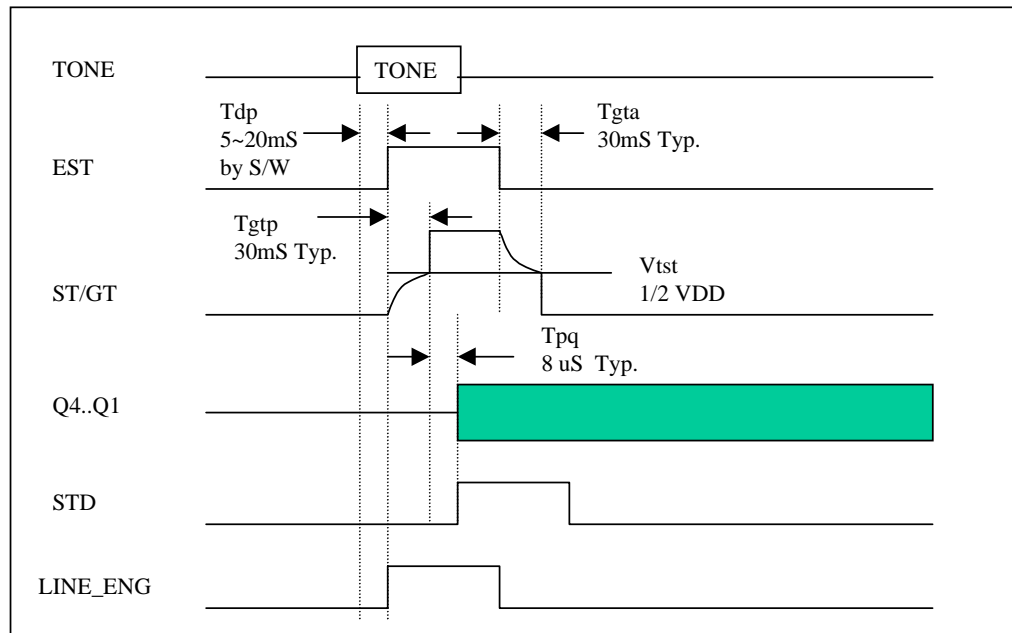 TONE
TONE
Tdp
5~20mS
by S/W
Tgta
30mS Typ.
EST
Tgtp
30mS Typ.
Vtst
1/2 VDD
ST/GT
Tpq
8 uS Typ.
Q4..Q1
STD
LINE_ENG